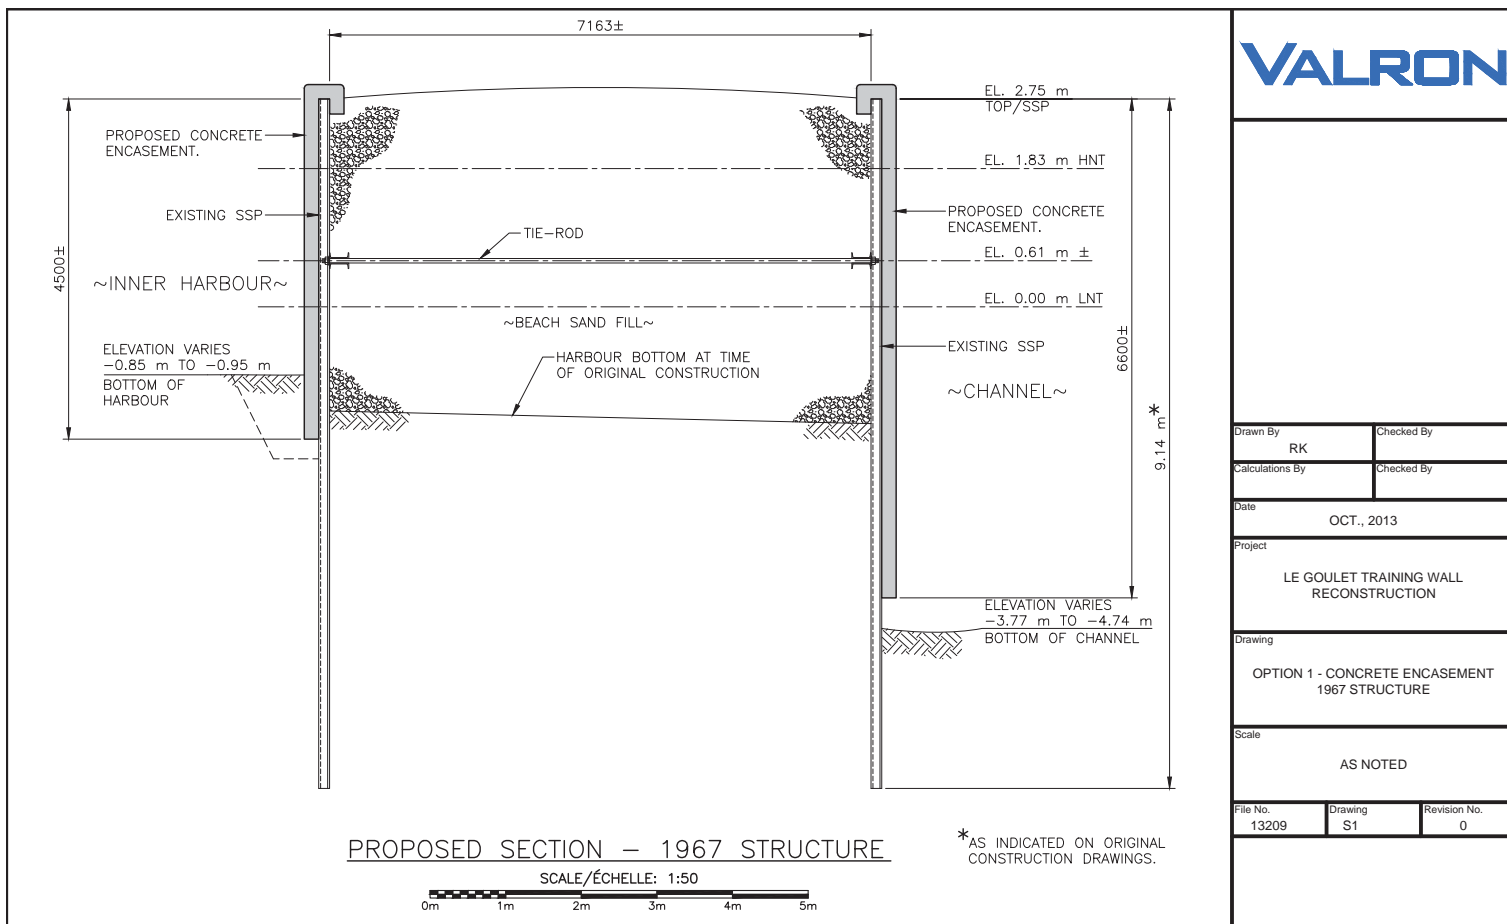 7163±
VALRON
EL. 2.75 m
TOP/SSP
PROPOSED CONCRETE
ENCASEMENT.
EL. 1.83 m HNT
EXISTING SSP
PROPOSED CONCRETE
ENCASEMENT.
TIE-ROD
4500±
EL. 0.61 m ±
~INNER HARBOUR~
EL. 0.00 m LNT
~BEACH SAND FILL~
6600±
ELEVATION VARIES
-0.85 m TO -0.95 m
BOTTOM OF
HARBOUR
HARBOUR BOTTOM AT TIME
OF ORIGINAL CONSTRUCTION
EXISTING SSP
~CHANNEL~
9.14 m*
ELEVATION VARIES
-3.77 m TO -4.74 m
BOTTOM OF CHANNEL
PROPOSED SECTION – 1967 STRUCTURE
SCALE/ÉCHELLE: 1:50
0m 1m 2m 3m 4m 5m
*AS INDICATED ON ORIGINAL
CONSTRUCTION DRAWINGS.
Drawn By
RK
Checked By
Calculations By
Checked By
Date
OCT., 2013
Project
LE GOULET TRAINING WALL
RECONSTRUCTION
Drawing
OPTION 1 - CONCRETE ENCASEMENT
1967 STRUCTURE
Scale
AS NOTED
File No.
13209
Drawing
S1
Revision No.
0